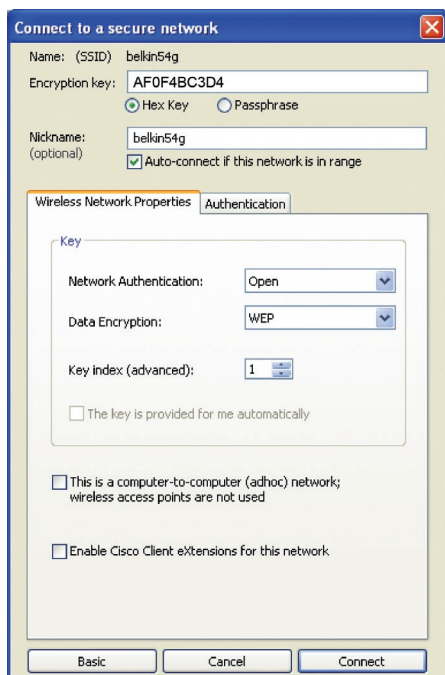 Connect to a secure network
Name: (SSID) belkin54g
Encryption key: AF0F4BC3D4
Hex Key Passphrase
Nickname: belkin54g
(optional)
Auto-connect if this network is in range
Wireless Network Properties Authentication
Key
Network Authentication: Open
Data Encryption: WEP
Key index (advanced): 1
The key is provided for me automatically
This is a computer-to-computer (adhoc) network;
wireless access points are not used
Enable Cisco Client eXtensions for this network
Basic Cancel Connect